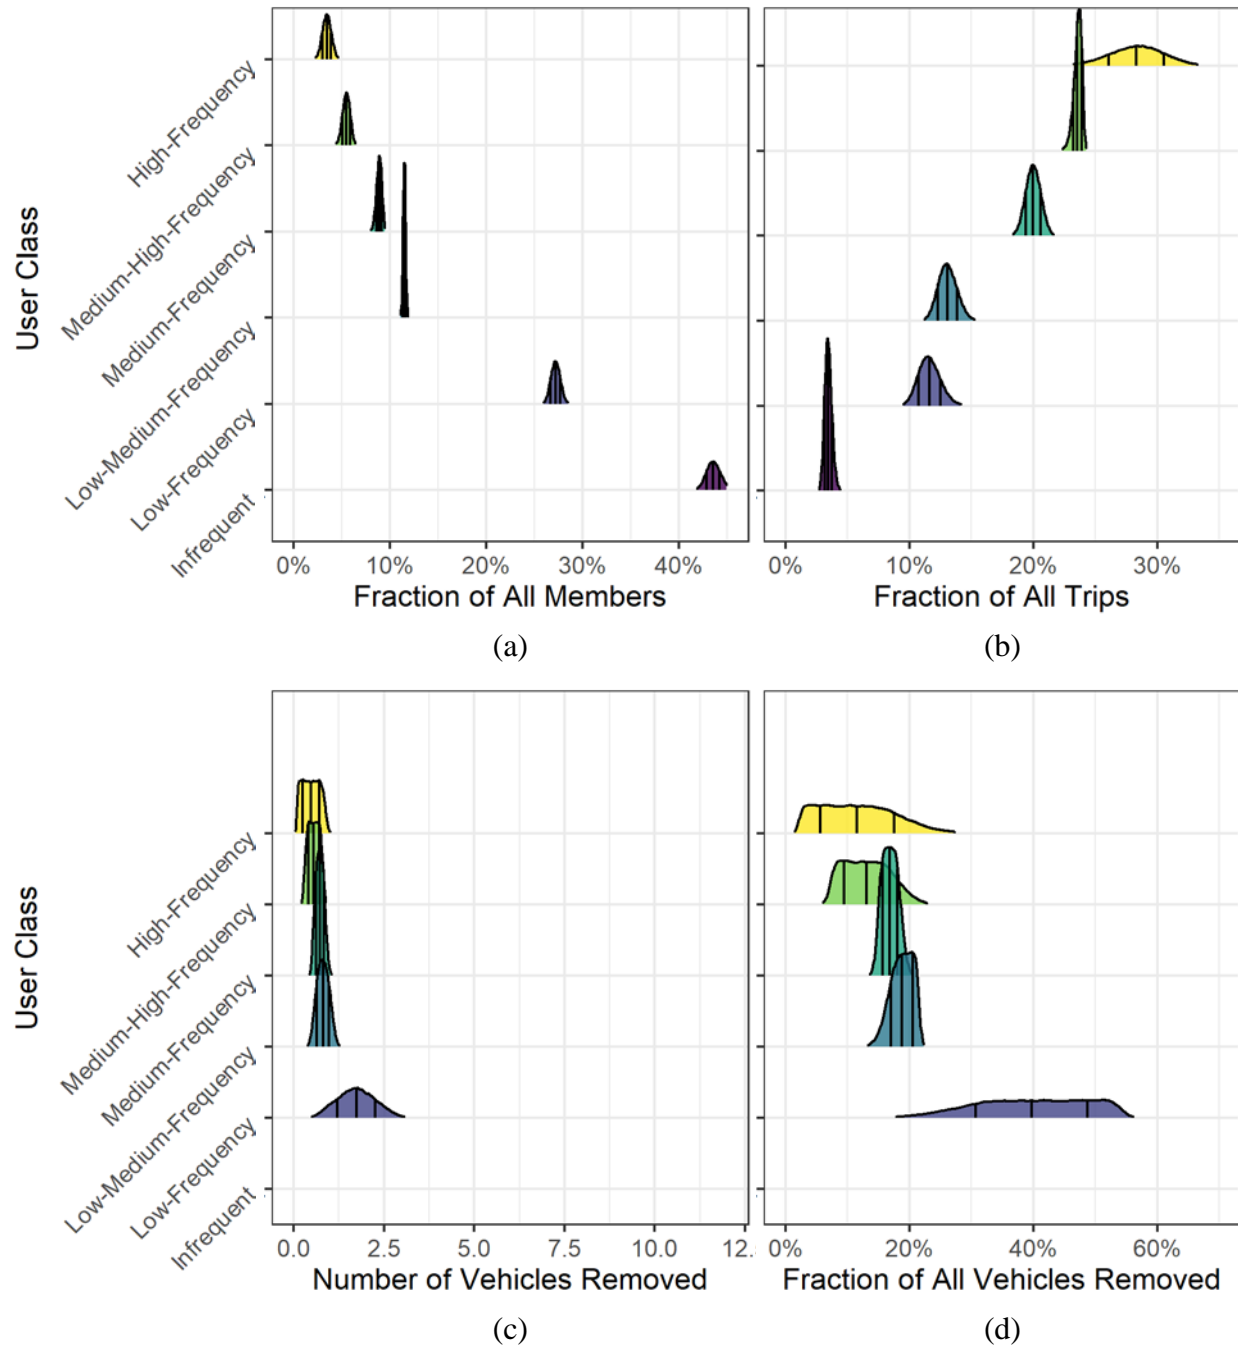 User Class
High-Frequency
Medium-High-Frequency
Medium-Frequency
Low-Medium-Frequency
Low-Frequency
Infrequent
0% 10% 20% 30% 40%
Fraction of All Members
(a)
0% 10% 20% 30%
Fraction of All Trips
(b)
User Class
High-Frequency
Medium-High-Frequency
Medium-Frequency
Low-Medium-Frequency
Low-Frequency
Infrequent
0.0 2.5 5.0 7.5 10.0 12.
Number of Vehicles Removed
(c)
0% 20% 40% 60%
Fraction of All Vehicles Removed
(d)